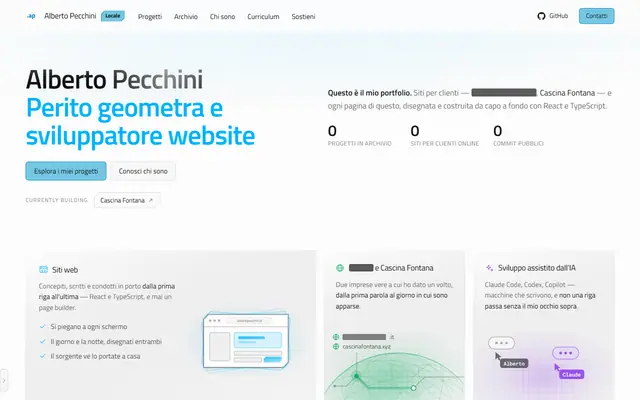 .ap Alberto Pecchini Locale Progetti Archivio Chi sono Curriculum Sostieni GitHub Contatti
Alberto Pecchini
Perito geometra e
sviluppatore website
Questo è il mio portfolio. Siti per clienti — , Cascina Fontana — e
ogni pagina di questo, disegnata e costruita da capo a fondo con React e TypeScript.
0 0 0
PROGETTI IN ARCHIVIO SITI PER CLIENTI ONLINE COMMIT PUBBLICI
Esplora i miei progetti Conosci chi sono
CURRENTLY BUILDING Cascina Fontana ↗
Siti web
Concepiti, scritti e condotti in porto dalla prima
riga all'ultima — React e TypeScript, e mai un
page builder.
Si piegano a ogni schermo
Il giorno e la notte, disegnati entrambi
Il sorgente ve lo portate a casa
e Cascina Fontana
Due imprese vere a cui ho dato un volto,
dalla prima parola al giorno in cui sono
apparse.
.it
cascinafontana.xyz
Sviluppo assistito dall'IA
Claude Code, Codex, Copilot —
macchine che scrivono, e non una riga
passa senza il mio occhio sopra.
Alberto
Claude